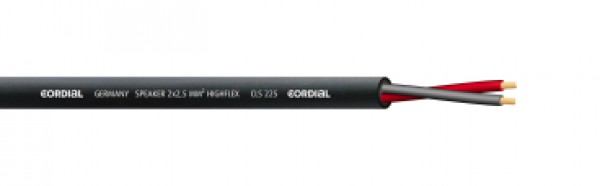 CORDIAL GERMANY SPEAKER 2x2,5 mm² HIGHFLEX CLS 225 CORDIAL